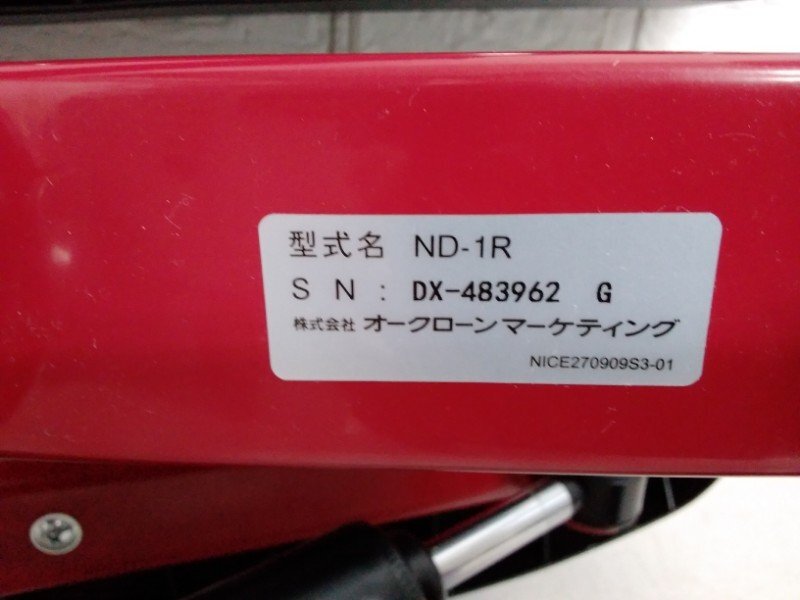 型式名 ND-1R
S N : DX-483962 G
株式会社 オークローンマーケティング
NICE270909S3-01